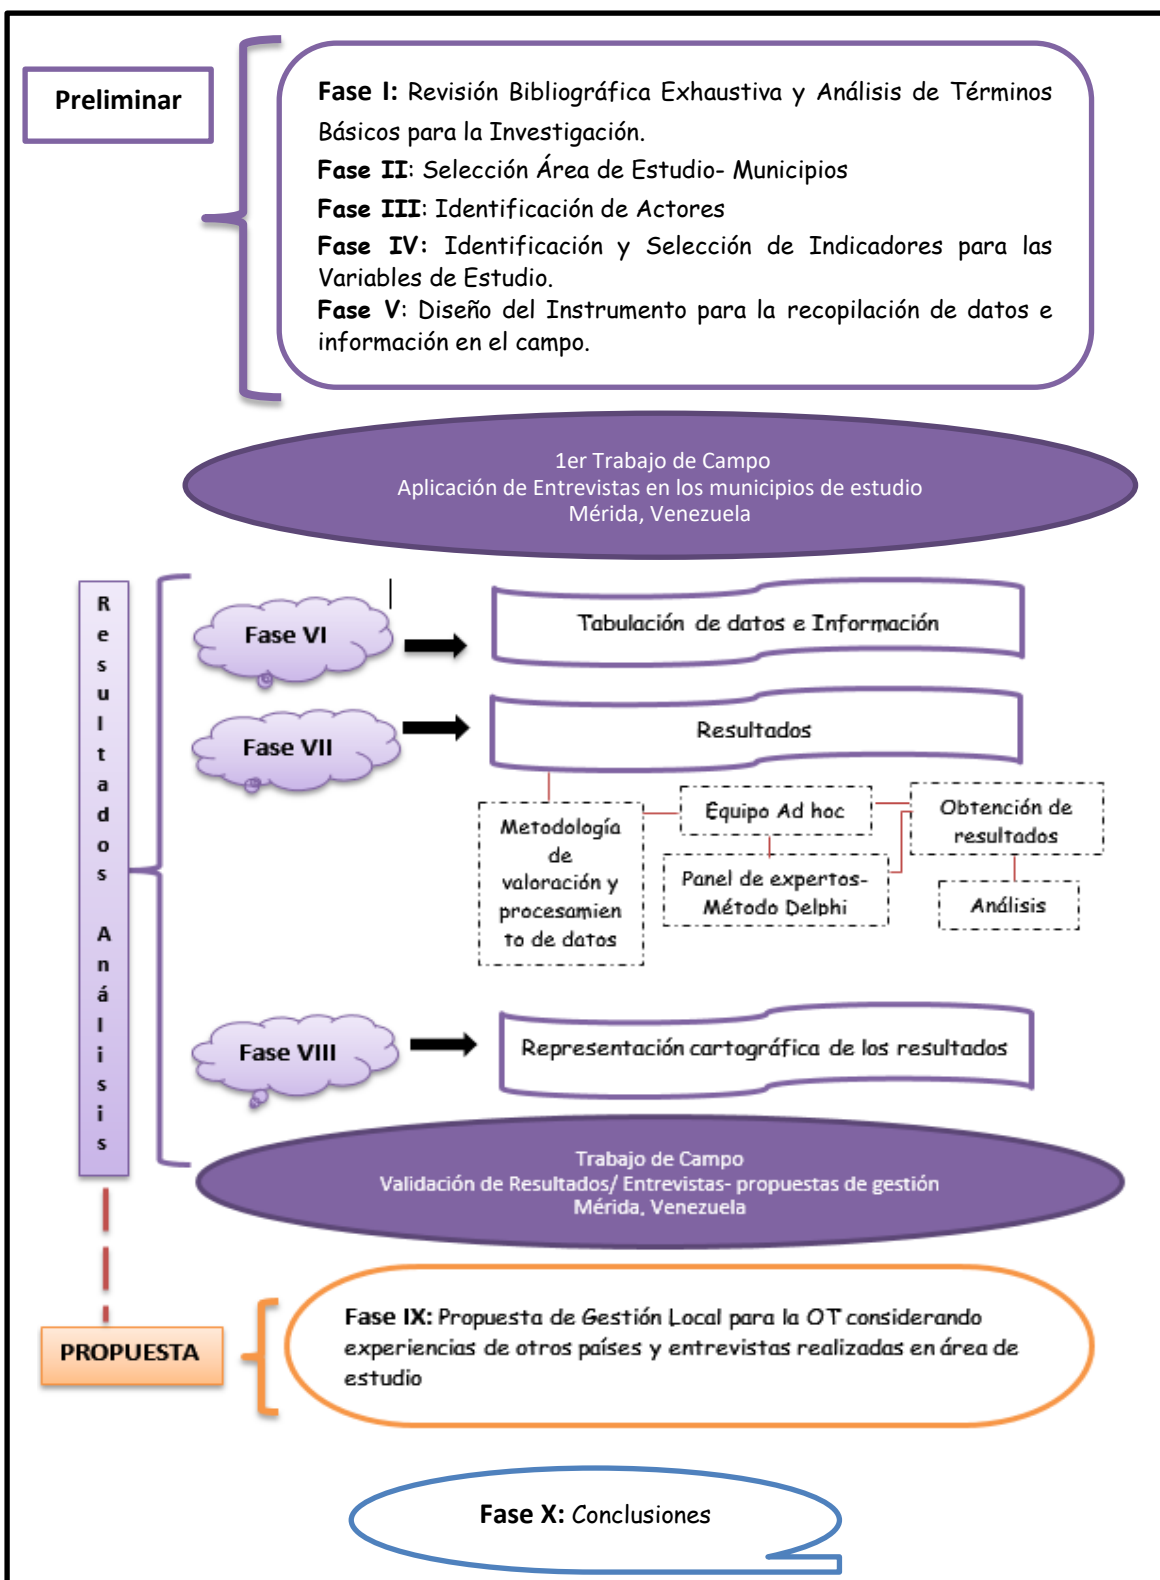 Preliminar
Fase I: Revisión Bibliográfica Exhaustiva y Análisis de Términos
Básicos para la Investigación.
Fase II: Selección Área de Estudio- Municipios
Fase III: Identificación de Actores
Fase IV: Identificación y Selección de Indicadores para las
Variables de Estudio.
Fase V: Diseño del Instrumento para la recopilación de datos e
información en el campo.
1er Trabajo de Campo
Aplicación de Entrevistas en los municipios de estudio
Mérida, Venezuela
Resultados Análisis
Fase VI
Tabulación de datos e Información
Fase VII
Resultados
Metodología
de
valoración y
procesamien
to de datos
Equipo Ad hoc
Panel de expertos-
Método Delphi
Obtención de
resultados
Análisis
Fase VIII
Representación cartográfica de los resultados
Trabajo de Campo
Validación de Resultados/ Entrevistas- propuestas de gestión
Mérida, Venezuela
PROPUESTA
Fase IX: Propuesta de Gestión Local para la OT considerando
experiencias de otros países y entrevistas realizadas en área de
estudio
Fase X: Conclusiones